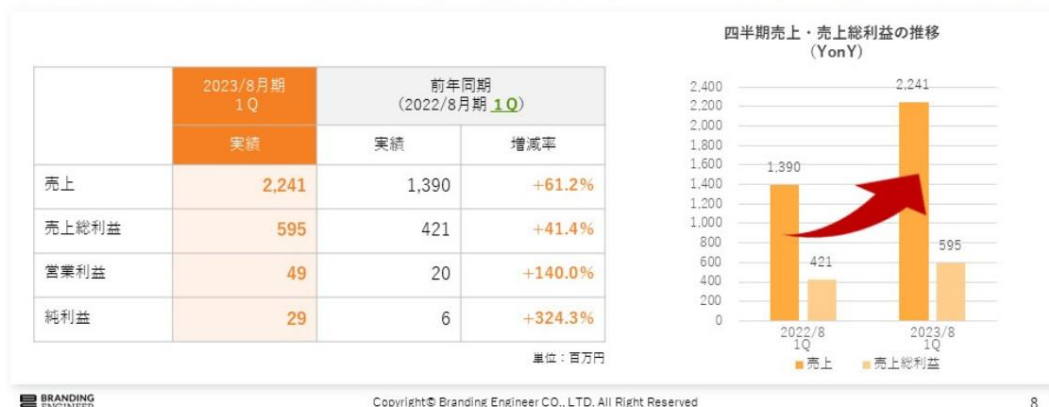 四半期売上・売上総利益の推移
(YonY)
2023/8月期
1Q
前年同期
(2022/8月期 1Q)
実績 実績 増減率
売上 2,241 1,390 +61.2%
売上総利益 595 421 +41.4%
営業利益 49 20 +140.0%
純利益 29 6 +324.3%
単位：百万円
2,400
2,200
2,000
1,800
1,600
1,400
1,200
1,000
800
600
400
200
0
1,390
421
2,241
595
2022/8
1Q
2023/8
1Q
■売上 ■売上総利益
BRANDING
ENGINEER
Copyright© Branding Engineer CO., LTD. All Right Reserved
8